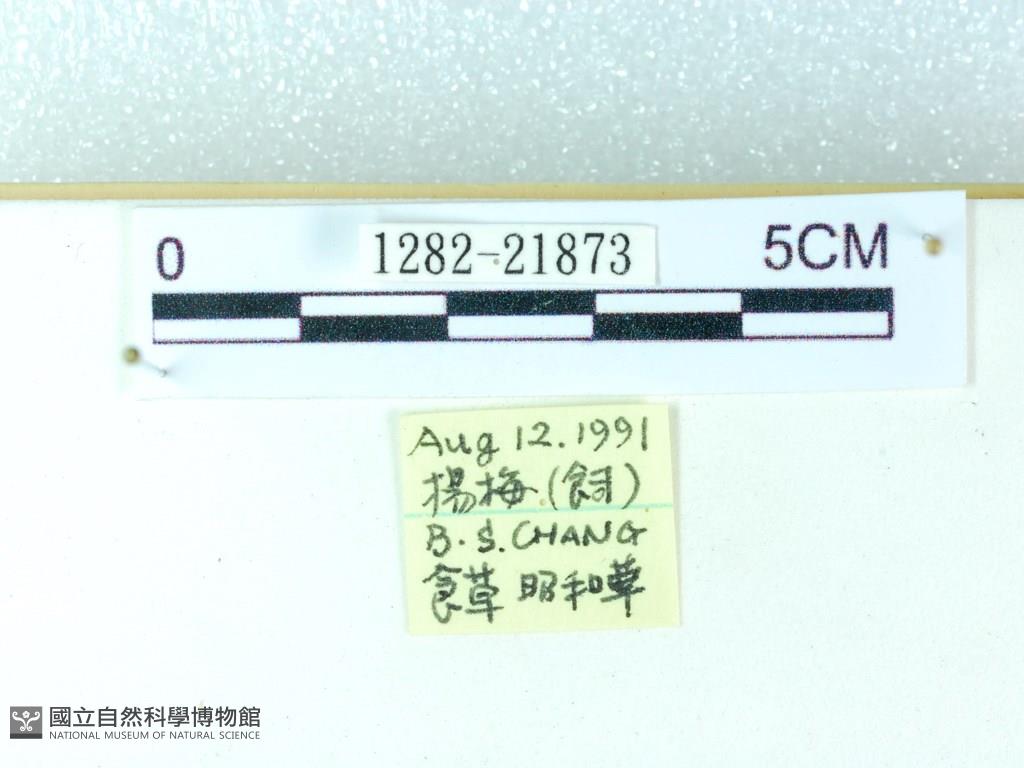 0 1282-21873 5CM
Aug 12.1991
揚梅(飼)
B.S.CHANG
食草 昭和草
國立自然科學博物館
NATIONAL MUSEUM OF NATURAL SCIENCE